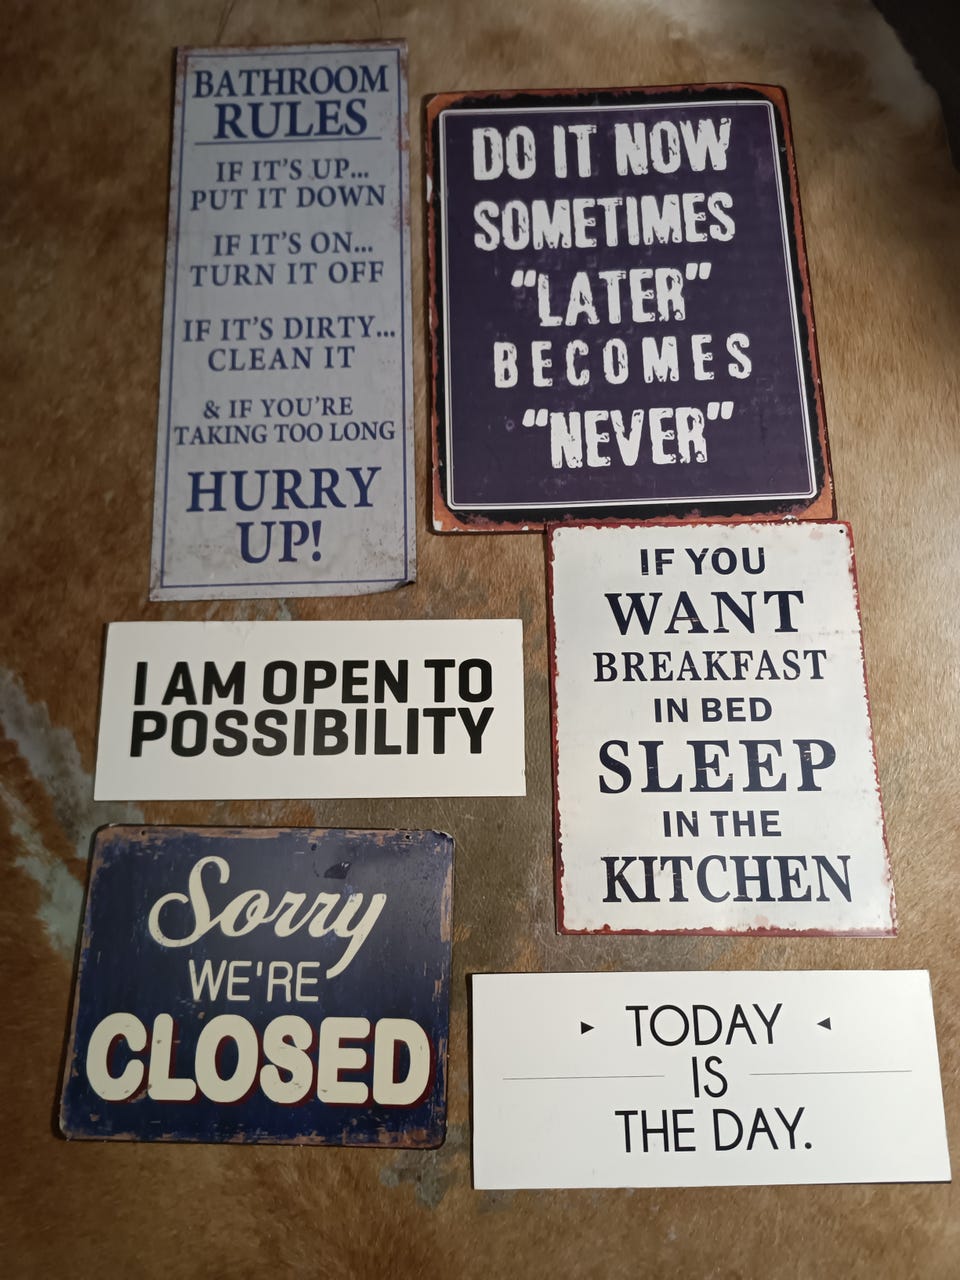 BATHROOM
RULES
IF IT'S UP...
PUT IT DOWN
IF IT'S ON...
TURN IT OFF
IF IT'S DIRTY...
CLEAN IT
& IF YOU'RE
TAKING TOO LONG
HURRY
UP!
DO IT NOW
SOMETIMES
"LATER"
BECOMES
"NEVER"
I AM OPEN TO
POSSIBILITY
IF YOU
WANT
BREAKFAST
IN BED
SLEEP
IN THE
KITCHEN
Sorry
WE'RE
CLOSED
TODAY
IS
THE DAY.